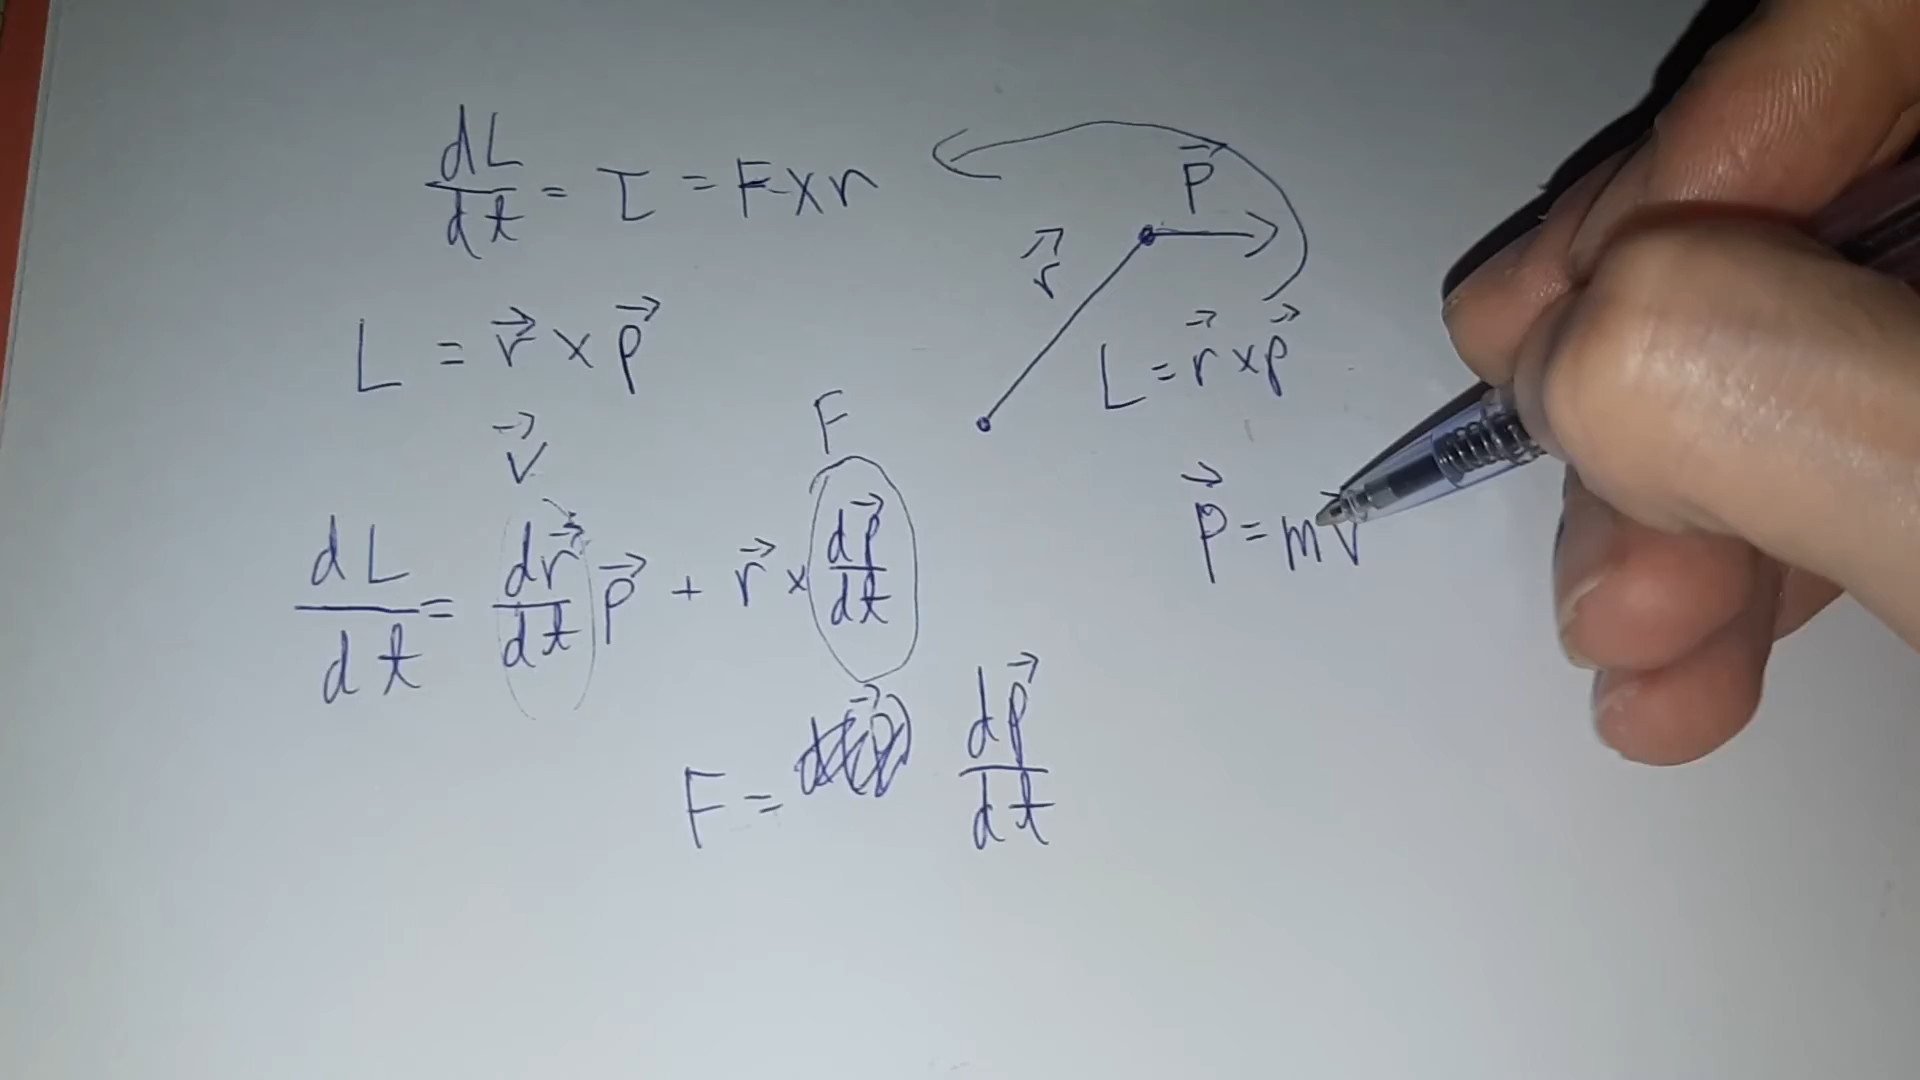 dL/dt = τ = F×r
P⃗
r⃗
L = r⃗ × p⃗
L = r⃗ × p⃗
v⃗
F
P⃗ = mv⃗
dL/dt = dr⃗/dt p⃗ + r⃗ × dp⃗/dt
F = dp⃗/dt